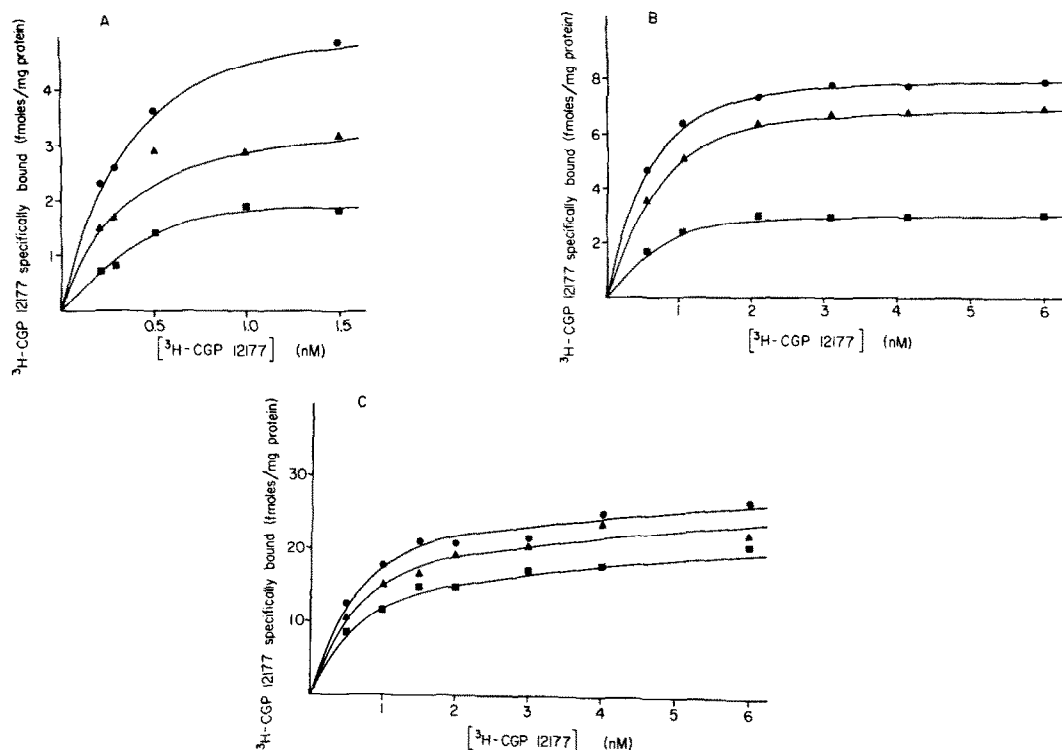 A
³H-CGP 12177 specifically bound (fmoles/mg protein)
4
3
2
1
0.5 1.0 1.5
[³H-CGP 12177] (nM)
B
³H-CGP 12177 specifically bound (fmoles/mg protein)
8
6
4
2
1 2 3 4 5 6
[³H-CGP 12177] (nM)
C
³H-CGP 12177 specifically bound (fmoles/mg protein)
30
20
10
1 2 3 4 5 6
[³H-CGP 12177] (nM)